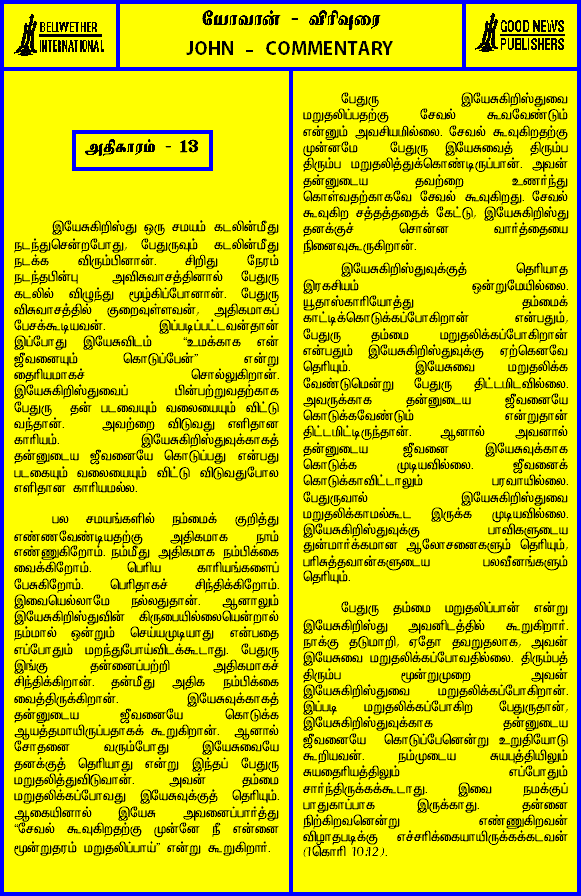 BELLWETHER
INTERNATIONAL
யோவான் - விரிவுரை
JOHN - COMMENTARY
GOOD NEWS
PUBLISHERS
அதிகாரம் - 13
இயேசுகிறிஸ்து ஒரு சமயம் கடலின்மீது
நடந்துசென்றபோது, பேதுருவும் கடலின்மீது
நடக்க விரும்பினான். சிறிது நேரம்
நடந்தபின்பு அவிசுவாசத்தினால் பேதுரு
கடலில் விழுந்து மூழ்கிப்போனான். பேதுரு
விசுவாசத்தில் குறைவுள்ளவன், அதிகமாகப்
பேசக்கூடியவன். இப்படிப்பட்டவன்தான்
இப்போது இயேசுவிடம் “உமக்காக என்
ஜீவனையும் கொடுப்பேன்” என்று
தைரியமாகச் சொல்லுகிறான்.
இயேசுகிறிஸ்துவைப் பின்பற்றுவதற்காக
பேதுரு தன் படவையும் வலையையும் விட்டு
வந்தான். அவற்றை விடுவது எளிதான
காரியம். இயேசுகிறிஸ்துவுக்காகத்
தன்னுடைய ஜீவனையே கொடுப்பது என்பது
படகையும் வலையையும் விட்டு விடுவதுபோல
எளிதான காரியமல்ல.
பல சமயங்களில் நம்மைக் குறித்து
எண்ணவேண்டியதற்கு அதிகமாக நாம்
எண்ணுகிறோம். நம்மீது அதிகமாக நம்பிக்கை
வைக்கிறோம். பெரிய காரியங்களைப்
பேசுகிறோம். பெரிதாகச் சிந்திக்கிறோம்.
இவையெல்லாமே நல்லதுதான். ஆனாலும்
இயேசுகிறிஸ்துவின் கிருபையில்லையென்றால்
நம்மால் ஒன்றும் செய்யமுடியாது என்பதை
எப்போதும் மறந்துபோய்விடக்கூடாது. பேதுரு
இங்கு தன்னைப்பற்றி அதிகமாகச்
சிந்திக்கிறான். தன்மீது அதிக நம்பிக்கை
வைத்திருக்கிறான். இயேசுவுக்காகத்
தன்னுடைய ஜீவனையே கொடுக்க
ஆயத்தமாயிருப்பதாகக் கூறுகிறான். ஆனால்
சோதனை வரும்போது இயேசுவையே
தனக்குத் தெரியாது என்று இந்தப் பேதுரு
மறுதலித்துவிடுவான். அவன் தம்மை
மறுதலிக்கப்போவது இயேசுவுக்குத் தெரியும்.
ஆகையினால் இயேசு அவனைப்பார்த்து
“சேவல் கூவுகிறதற்கு முன்னே நீ என்னை
மூன்றுதரம் மறுதலிப்பாய்” என்று கூறுகிறார்.
பேதுரு இயேசுகிறிஸ்துவை
மறுதலிப்பதற்கு சேவல் கூவவேண்டும்
என்னும் அவசியமில்லை. சேவல் கூவுகிறதற்கு
முன்னமே பேதுரு இயேசுவைத் திரும்ப
திரும்ப மறுதலித்துக்கொண்டிருப்பான். அவன்
தன்னுடைய தவற்றை உணர்ந்து
கொள்வதற்காகவே சேவல் கூவுகிறது. சேவல்
கூவுகிற சத்தத்ததைக் கேட்டு, இயேசுகிறிஸ்து
தனக்குச் சொன்ன வார்த்தையை
நினைவுகூருகிறான்.
இயேசுகிறிஸ்துவுக்குத் தெரியாத
இரகசியம் ஒன்றுமேயில்லை.
யூதாஸ்காரியோத்து தம்மைக்
காட்டிக்கொடுக்கப்போகிறான் என்பதும்,
பேதுரு தம்மை மறுதலிக்கப்போகிறான்
என்பதும் இயேசுகிறிஸ்துவுக்கு ஏற்கெனவே
தெரியும். இயேசுவை மறுதலிக்க
வேண்டுமென்று பேதுரு திட்டமிடவில்லை.
அவருக்காக தன்னுடைய ஜீவனையே
கொடுக்கவேண்டும் என்றுதான்
திட்டமிட்டிருந்தான். ஆனால் அவனால்
தன்னுடைய ஜீவனை இயேசுவுக்காக
கொடுக்க முடியவில்லை. ஜீவனைக்
கொடுக்காவிட்டாலும் பரவாயில்லை.
பேதுருவால் இயேசுகிறிஸ்துவை
மறுதலிக்காமல்கூட இருக்க முடியவில்லை.
இயேசுகிறிஸ்துவுக்கு பாவிகளுடைய
துன்மார்க்கமான ஆலோசனைகளும் தெரியும்,
பரிசுத்தவான்களுடைய பலவீனங்களும்
தெரியும்.
பேதுரு தம்மை மறுதலிப்பான் என்று
இயேசுகிறிஸ்து அவனிடத்தில் கூறுகிறார்.
நாக்கு தடுமாறி, ஏதோ தவறுதலாக, அவன்
இயேசுவை மறுதலிக்கப்போவதில்லை. திரும்பத்
திரும்ப மூன்றுமுறை அவன்
இயேசுகிறிஸ்துவை மறுதலிக்கப்போகிறான்.
இப்படி மறுதலிக்கப்போகிற பேதுருதான்,
இயேசுகிறிஸ்துவுக்காக தன்னுடைய
ஜீவனையே கொடுப்பேனென்று உறுதியோடு
கூறியவன். நம்முடைய சுயபுத்தியிலும்
சுயதைரியத்திலும் எப்போதும்
சார்ந்திருக்கக்கூடாது. இவை நமக்குப்
பாதுகாப்பாக இருக்காது. தன்னை
நிற்கிறவனென்று எண்ணுகிறவன்
விழாதபடிக்கு எச்சரிக்கையாயிருக்கக்கடவன்
(1கொரி 10:12).